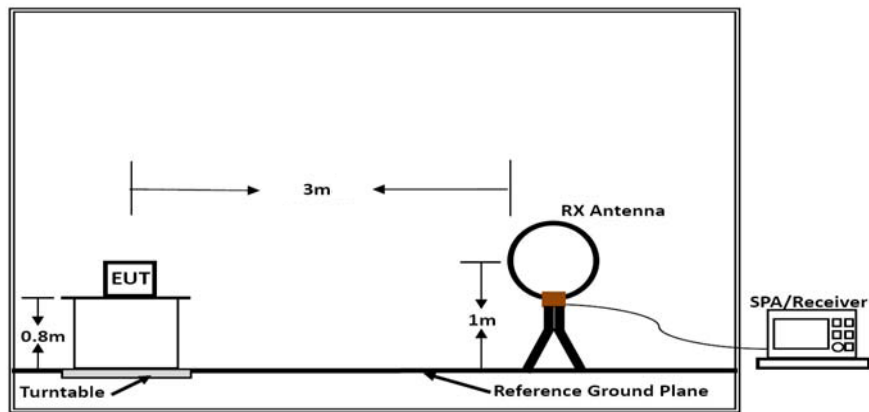 3m
RX Antenna
EUT
SPA/Receiver
0.8m
1m
Turntable
Reference Ground Plane